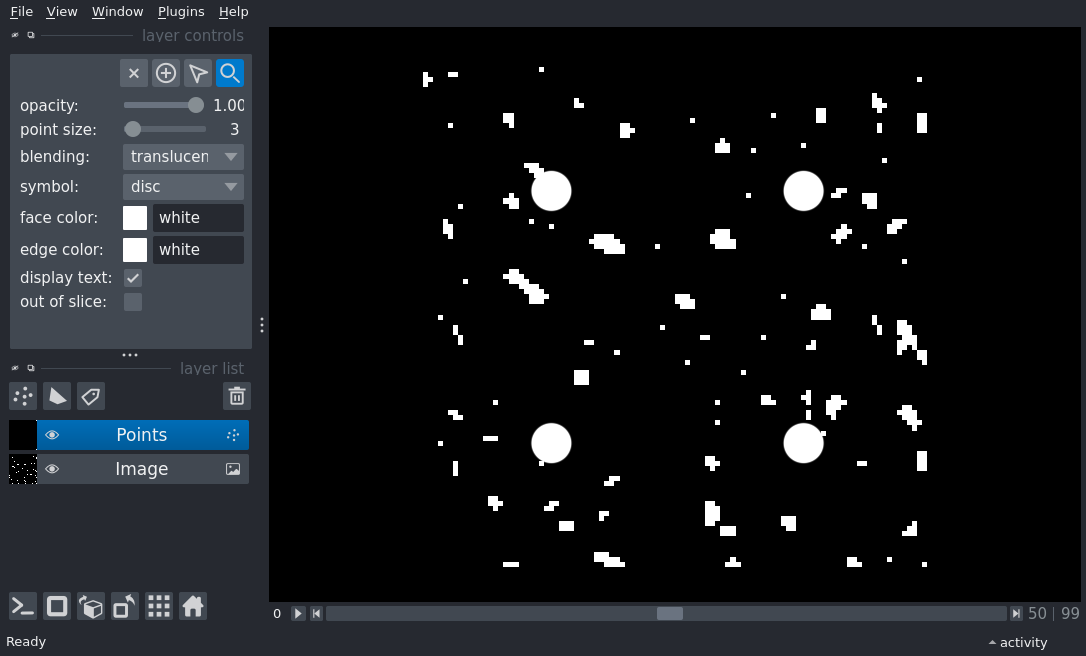 File View Window Plugins Help
layer controls
opacity: 1.00
point size: 3
blending: translucen
symbol: disc
face color: white
edge color: white
display text:
out of slice:
layer list
Points
Image
0 50 | 99
Ready activity